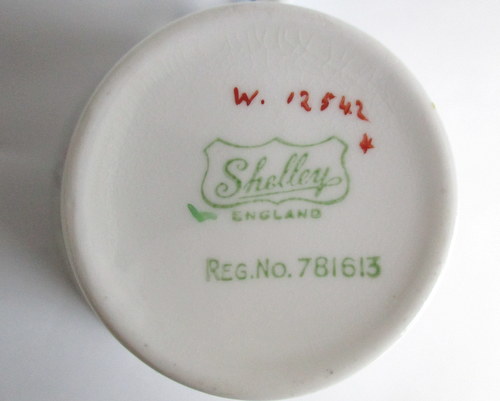 W. 12542
Shelley
ENGLAND
REG. NO. 781613